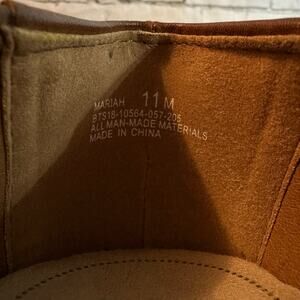 MARIAH 11 M
BTS18-10564-057-205
ALL MAN-MADE MATERIALS
MADE IN CHINA